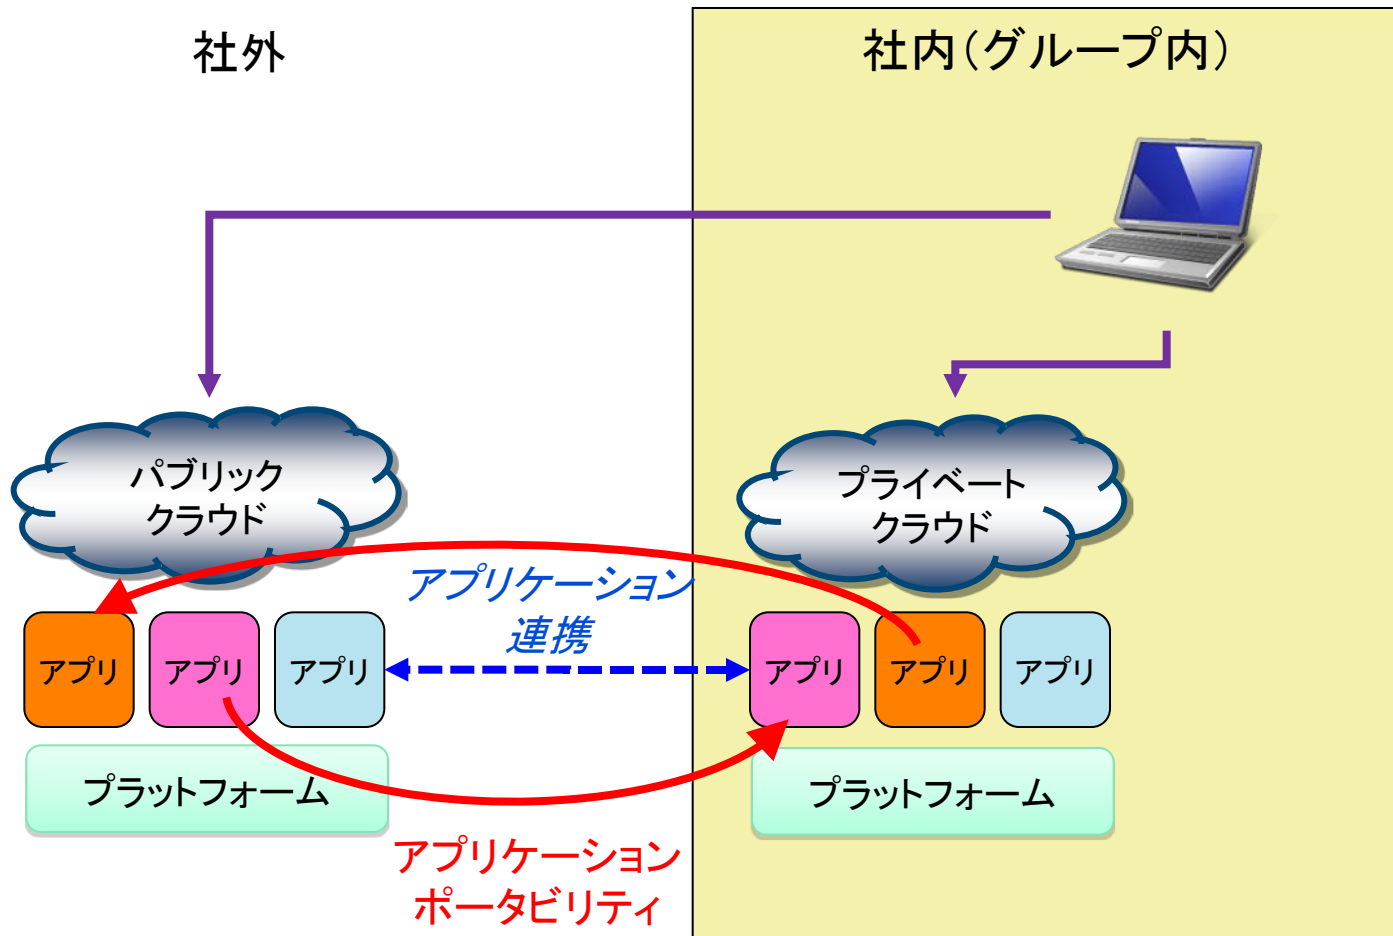 社外
社内(グループ内)
パブリック
クラウド
プライベート
クラウド
アプリケーション
連携
アプリ
アプリ
アプリ
アプリ
アプリ
アプリ
プラットフォーム
プラットフォーム
アプリケーション
ポータビリティ